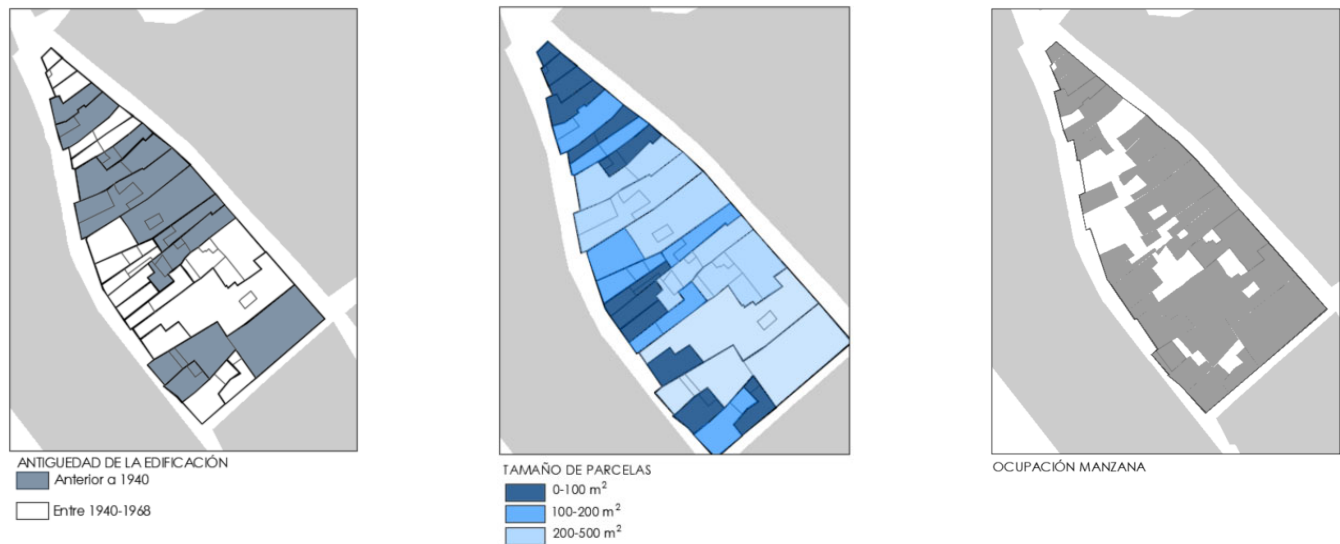 ANTIGUEDAD DE LA EDIFICACIÓN
Anterior a 1940
Entre 1940-1968
TAMAÑO DE PARCELAS
0-100 m²
100-200 m²
200-500 m²
OCUPACIÓN MANZANA